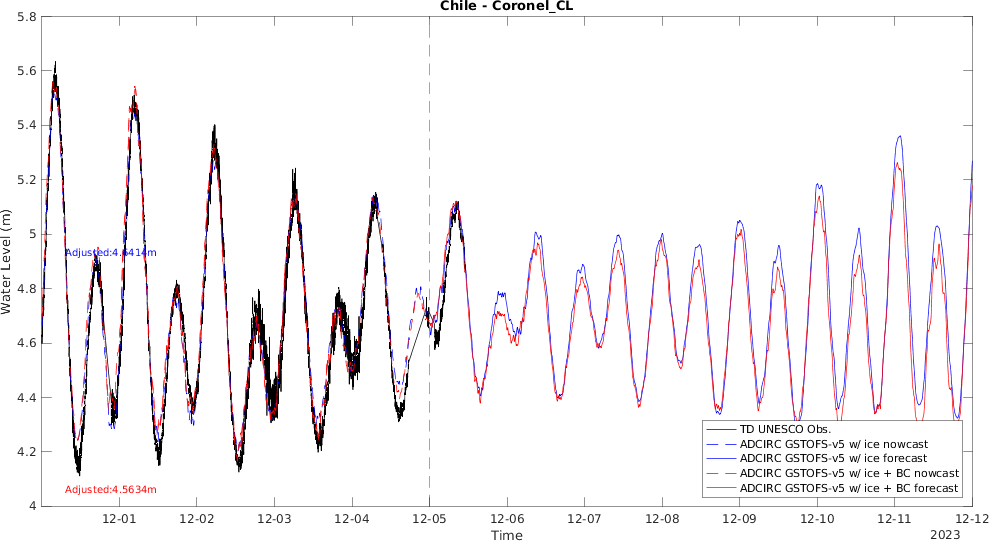 Chile - Coronel_CL
Water Level (m)
5.8
5.6
5.4
5.2
5
4.8
4.6
4.4
4.2
4
Adjusted:4.6414m
Adjusted:4.5634m
TD UNESCO Obs.
ADCIRC GSTOFS-v5 w/ ice nowcast
ADCIRC GSTOFS-v5 w/ ice forecast
ADCIRC GSTOFS-v5 w/ ice + BC nowcast
ADCIRC GSTOFS-v5 w/ ice + BC forecast
12-01 12-02 12-03 12-04 12-05 12-06 12-07 12-08 12-09 12-10 12-11 12-12
Time
2023